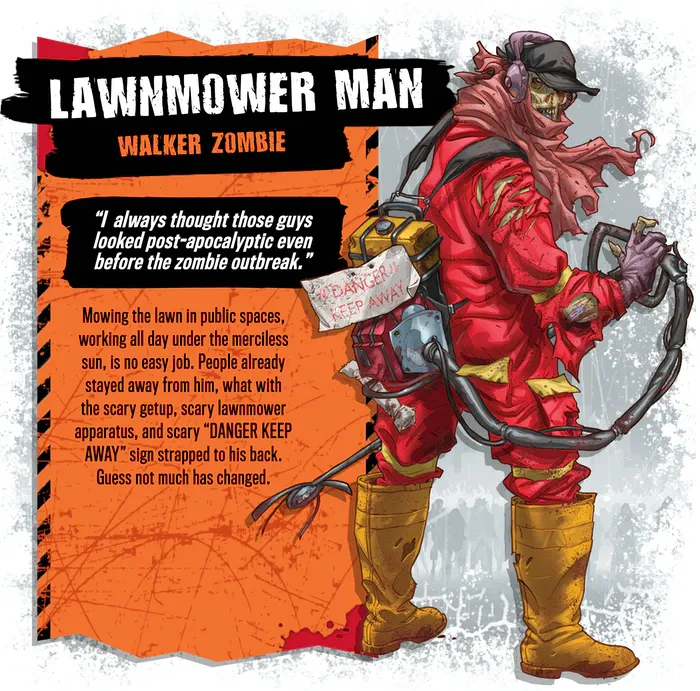 LAWNMOWER MAN
WALKER ZOMBIE
“I always thought those guys
looked post-apocalyptic even
before the zombie outbreak.”
Mowing the lawn in public spaces,
working all day under the merciless
sun, is no easy job. People already
stayed away from him, what with
the scary getup, scary lawnmower
apparatus, and scary “DANGER KEEP
AWAY” sign strapped to his back.
Guess not much has changed.
DANGER
KEEP AWAY